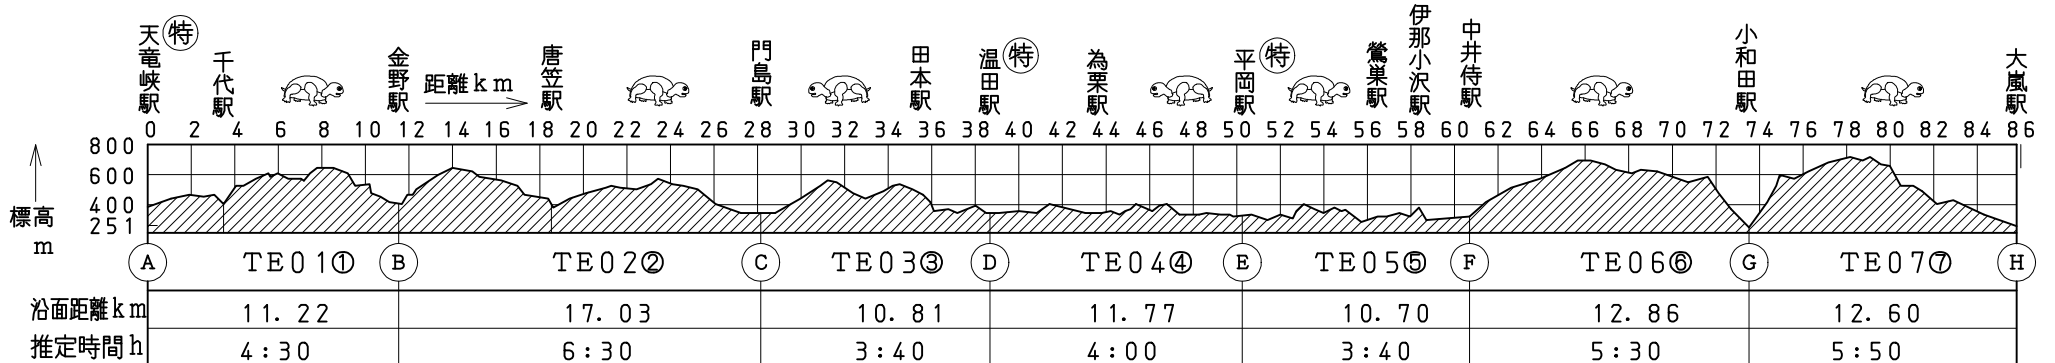 天竜峡駅
特
千代駅
金野駅
距離km
唐笠駅
門島駅
田本駅
温田駅
特
為栗駅
平岡駅
特
鶯巣駅
伊那小沢駅
中井侍駅
小和田駅
大嵐駅
0 2 4 6 8 10 12 14 16 18 20 22 24 26 28 30 32 34 36 38 40 42 44 46 48 50 52 54 56 58 60 62 64 66 68 70 72 74 76 78 80 82 84 86
800
600
400
251
標高
m
A TE01① B TE02② C TE03③ D TE04④ E TE05⑤ F TE06⑥ G TE07⑦ H
沿面距離km 11.22 17.03 10.81 11.77 10.70 12.86 12.60
推定時間h 4:30 6:30 3:40 4:00 3:40 5:30 5:50